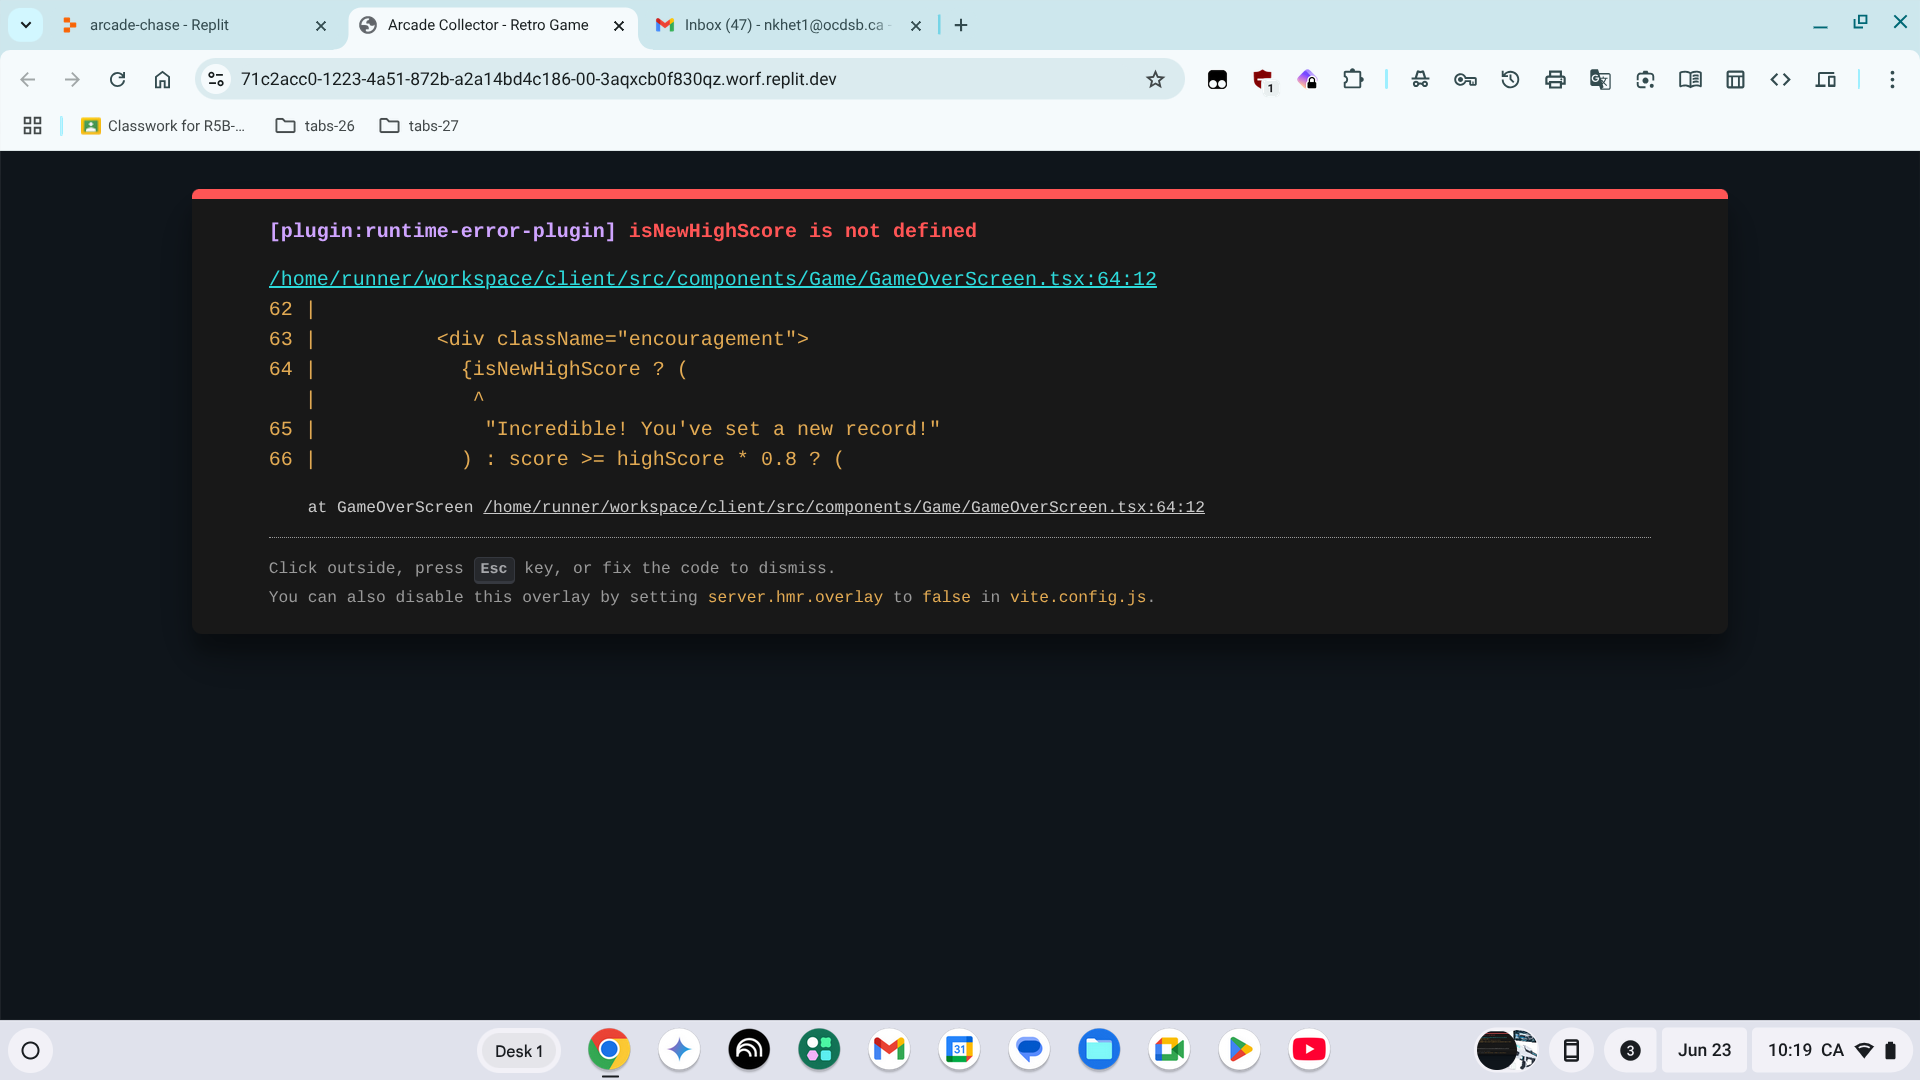 arcade-chase - Replit
Arcade Collector - Retro Game
Inbox (47) - nkhet1@ocdsb.ca -
71c2acc0-1223-4a51-872b-a2a14bd4c186-00-3aqxcb0f830qz.worf.replit.dev
1
Classwork for R5B-...
tabs-26
tabs-27
[plugin:runtime-error-plugin] isNewHighScore is not defined
/home/runner/workspace/client/src/components/Game/GameOverScreen.tsx:64:12
62 |
63 |          <div className="encouragement">
64 |            {isNewHighScore ? (
   |             ^
65 |              "Incredible! You've set a new record!"
66 |            ) : score >= highScore * 0.8 ? (
at GameOverScreen /home/runner/workspace/client/src/components/Game/GameOverScreen.tsx:64:12
Click outside, press Esc key, or fix the code to dismiss.
You can also disable this overlay by setting server.hmr.overlay to false in vite.config.js.
Desk 1
31
3
Jun 23
10:19 CA